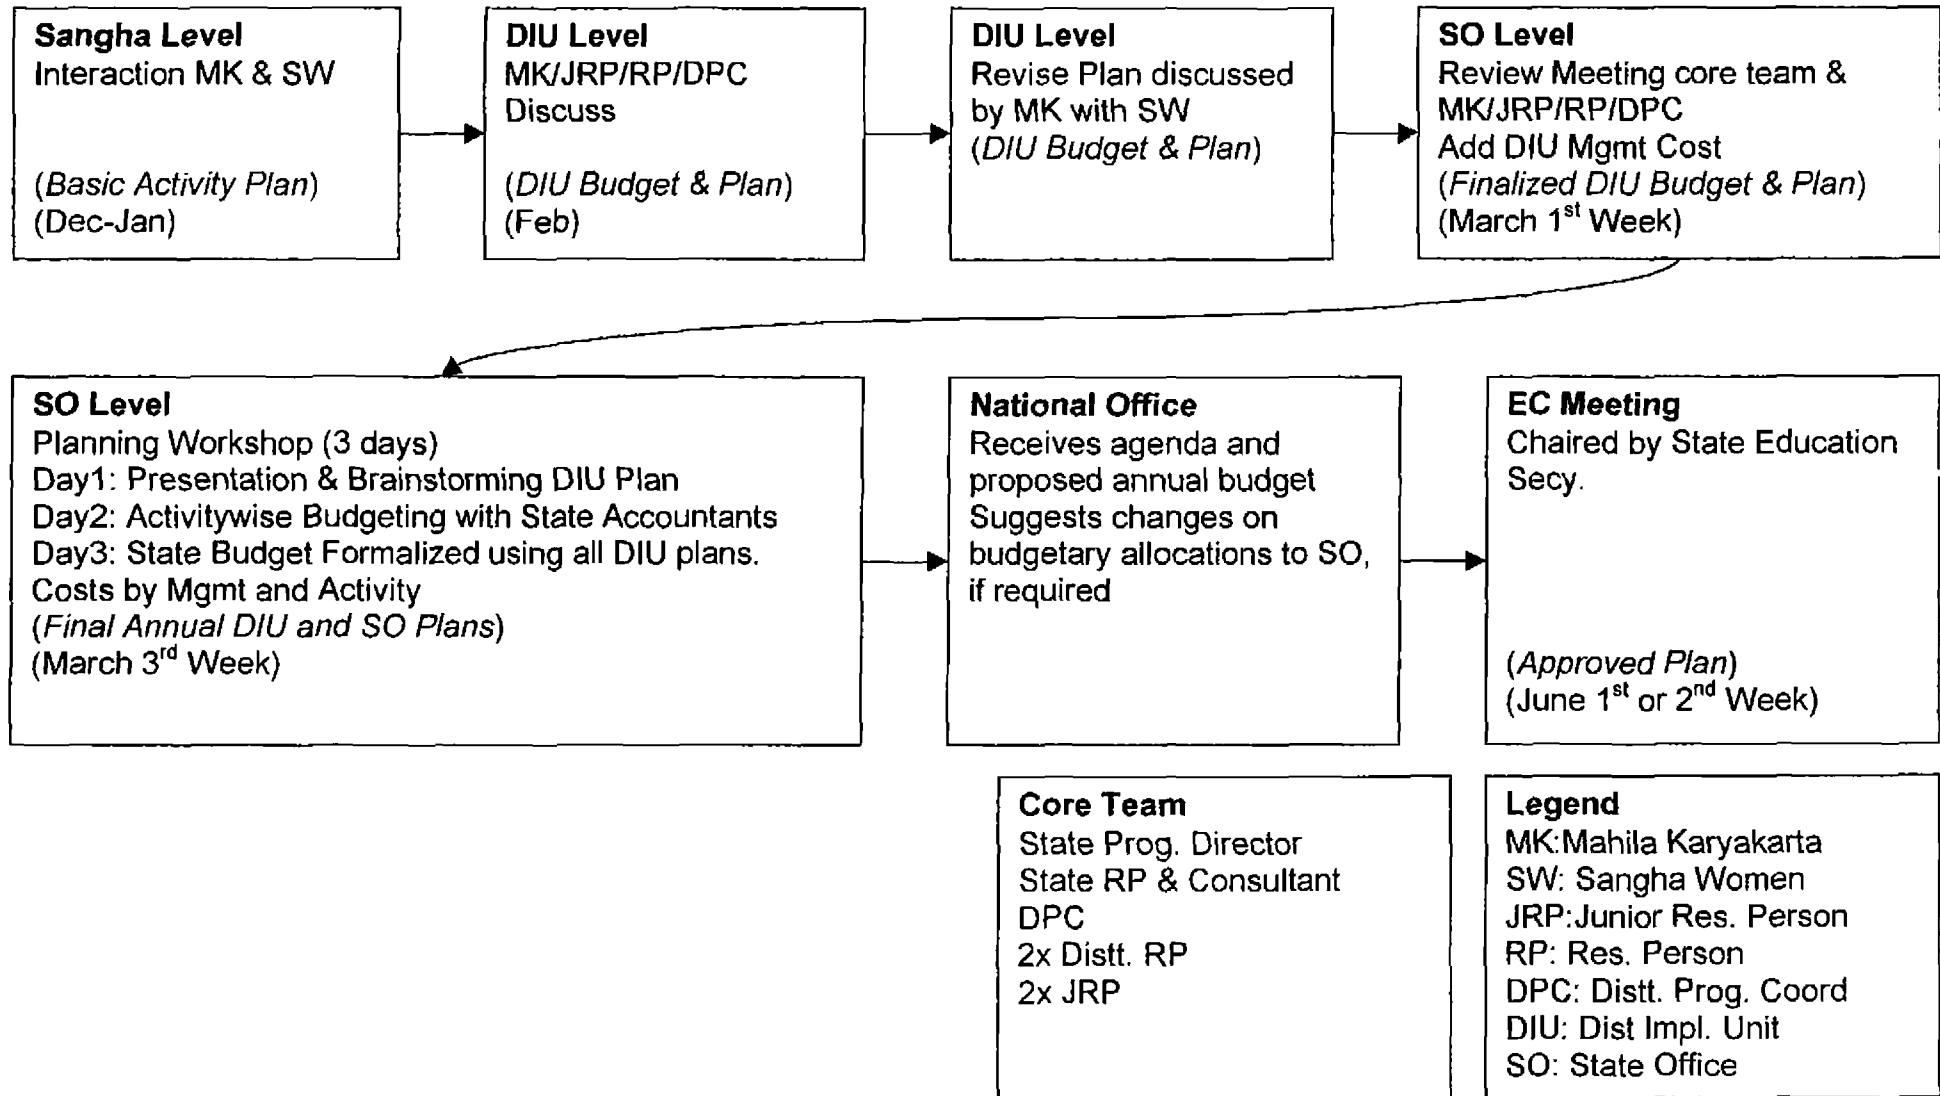 Sangha Level
Interaction MK & SW
(Basic Activity Plan)
(Dec-Jan)
DIU Level
MK/JRP/RP/DPC
Discuss
(DIU Budget & Plan)
(Feb)
DIU Level
Revise Plan discussed
by MK with SW
(DIU Budget & Plan)
SO Level
Review Meeting core team &
MK/JRP/RP/DPC
Add DIU Mgmt Cost
(Finalized DIU Budget & Plan)
(March 1st Week)
SO Level
Planning Workshop (3 days)
Day1: Presentation & Brainstorming DIU Plan
Day2: Activitywise Budgeting with State Accountants
Day3: State Budget Formalized using all DIU plans.
Costs by Mgmt and Activity
(Final Annual DIU and SO Plans)
(March 3rd Week)
National Office
Receives agenda and
proposed annual budget
Suggests changes on
budgetary allocations to SO,
if required
EC Meeting
Chaired by State Education
Secy.
(Approved Plan)
(June 1st or 2nd Week)
Core Team
State Prog. Director
State RP & Consultant
DPC
2x Distt. RP
2x JRP
Legend
MK:Mahila Karyakarta
SW: Sangha Women
JRP:Junior Res. Person
RP: Res. Person
DPC: Distt. Prog. Coord
DIU: Dist Impl. Unit
SO: State Office